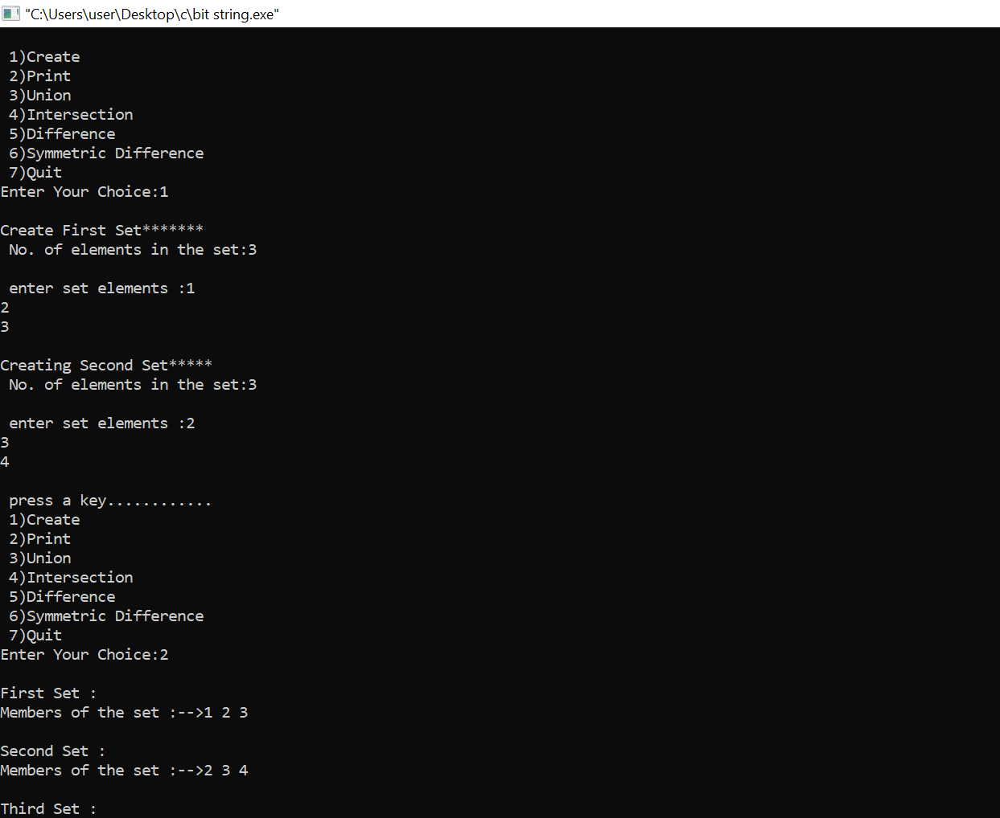 "C:\Users\user\Desktop\c\bit string.exe"
1)Create
2)Print
3)Union
4)Intersection
5)Difference
6)Symmetric Difference
7)Quit
Enter Your Choice:1
Create First Set*******
No. of elements in the set:3
enter set elements :1
2
3
Creating Second Set*****
No. of elements in the set:3
enter set elements :2
3
4
press a key............
1)Create
2)Print
3)Union
4)Intersection
5)Difference
6)Symmetric Difference
7)Quit
Enter Your Choice:2
First Set :
Members of the set :-->1 2 3
Second Set :
Members of the set :-->2 3 4
Third Set :